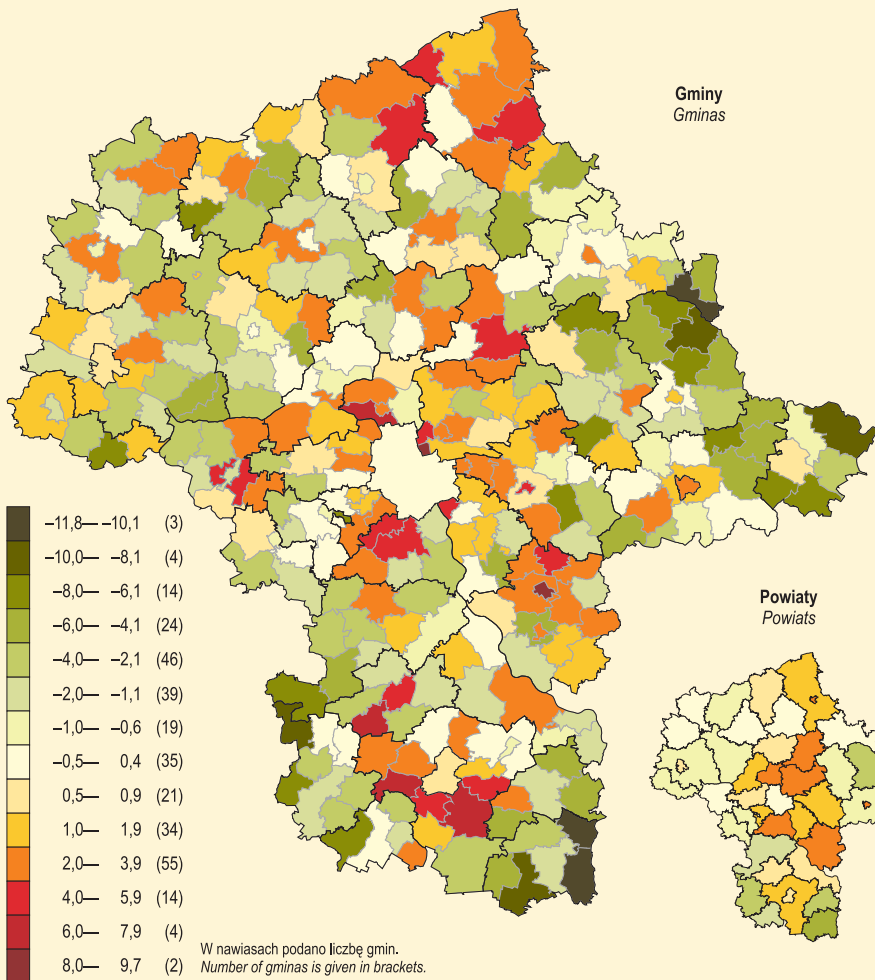 Gminy
Gminas
−11,8— −10,1 (3)
−10,0— −8,1 (4)
−8,0— −6,1 (14)
−6,0— −4,1 (24)
−4,0— −2,1 (46)
−2,0— −1,1 (39)
−1,0— −0,6 (19)
−0,5— 0,4 (35)
0,5— 0,9 (21)
1,0— 1,9 (34)
2,0— 3,9 (55)
4,0— 5,9 (14)
6,0— 7,9 (4)
8,0— 9,7 (2)
Powiaty
Powiats
W nawiasach podano liczbę gmin.
Number of gminas is given in brackets.